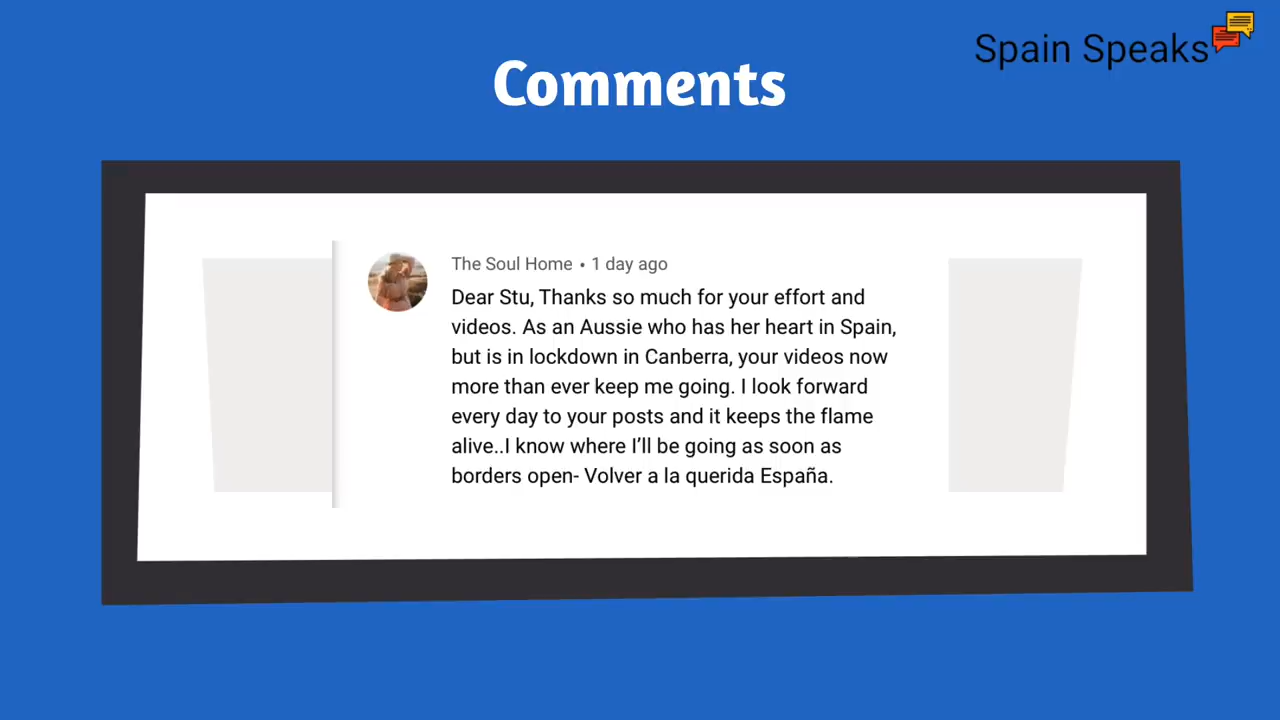 Spain Speaks
Comments
The Soul Home • 1 day ago
Dear Stu, Thanks so much for your effort and
videos. As an Aussie who has her heart in Spain,
but is in lockdown in Canberra, your videos now
more than ever keep me going. I look forward
every day to your posts and it keeps the flame
alive..I know where I’ll be going as soon as
borders open- Volver a la querida España.